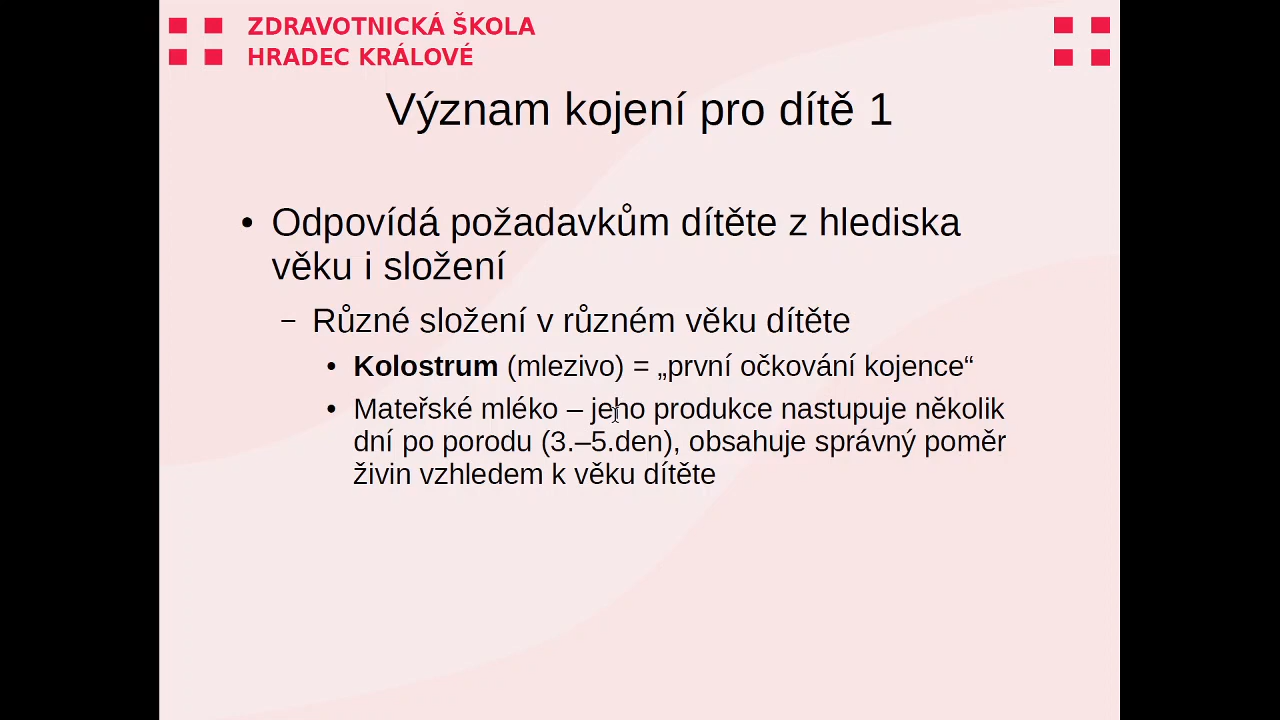 ZDRAVOTNICKÁ ŠKOLA
HRADEC KRÁLOVÉ
Význam kojení pro dítě 1
• Odpovídá požadavkům dítěte z hlediska
věku i složení
– Různé složení v různém věku dítěte
• Kolostrum (mlezivo) = „první očkování kojence“
• Mateřské mléko – jeho produkce nastupuje několik
dní po porodu (3.–5.den), obsahuje správný poměr
živin vzhledem k věku dítěte